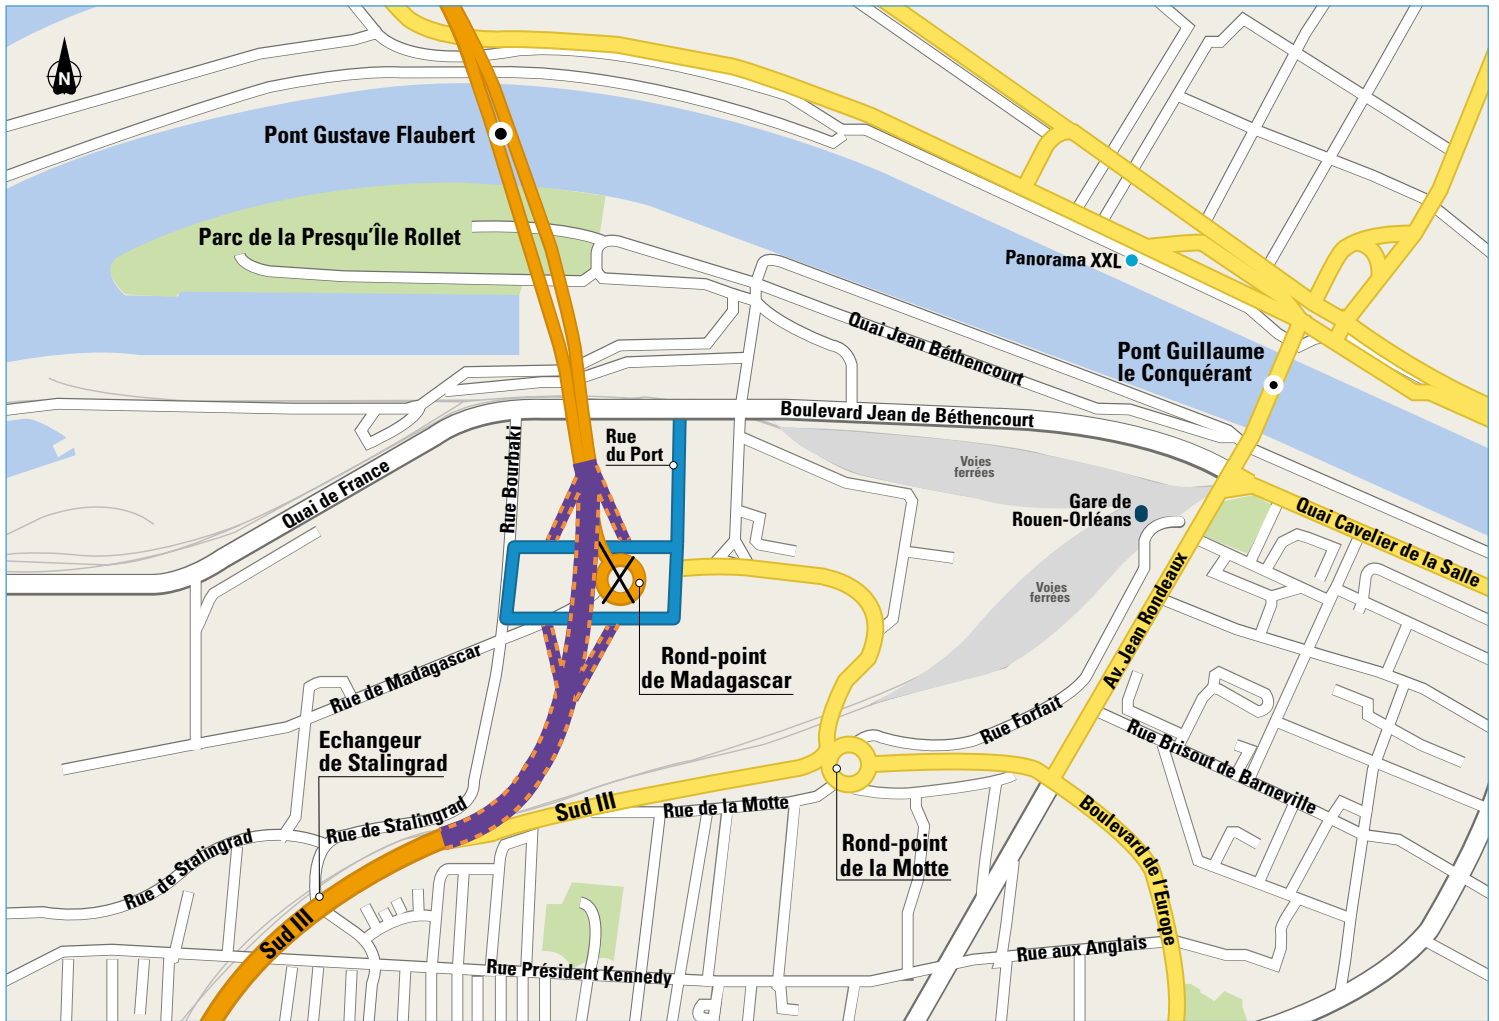 N
Pont Gustave Flaubert
Parc de la Presqu’Île Rollet
Panorama XXL
Quai Jean Béthencourt
Pont Guillaume
le Conquérant
Boulevard Jean de Béthencourt
Rue
du Port
Rue Bourbaki
Quai de France
Voies
ferrées
Gare de
Rouen-Orléans
Quai Cavelier de la Salle
Voies
ferrées
Av. Jean Rondeaux
Rond-point
de Madagascar
Rue de Madagascar
Rue Forfait
Rue Brisout de Barneville
Echangeur
de Stalingrad
Rue de Stalingrad
Sud III
Rue de la Motte
Rue de Stalingrad
Rond-point
de la Motte
Boulevard de l’Europe
Sud III
Rue aux Anglais
Rue Président Kennedy